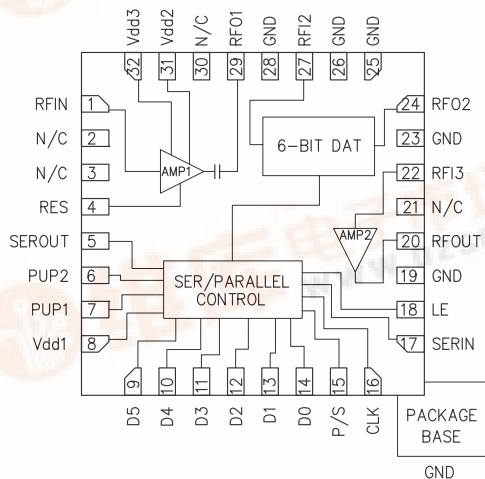 Vdd3
Vdd2
N/C
RFO1
GND
RFI2
GND
GND
32
31
30
29
28
27
26
25
RFIN 1
N/C 2
N/C 3
RES 4
SEROUT 5
PUP2 6
PUP1 7
Vdd1 8
24 RFO2
23 GND
22 RFI3
21 N/C
20 RFOUT
19 GND
18 LE
17 SERIN
6-BIT DAT
AMP1
AMP2
SER/PARALLEL
CONTROL
9
10
11
12
13
14
15
16
D5
D4
D3
D2
D1
D0
P/S
CLK
PACKAGE
BASE
GND